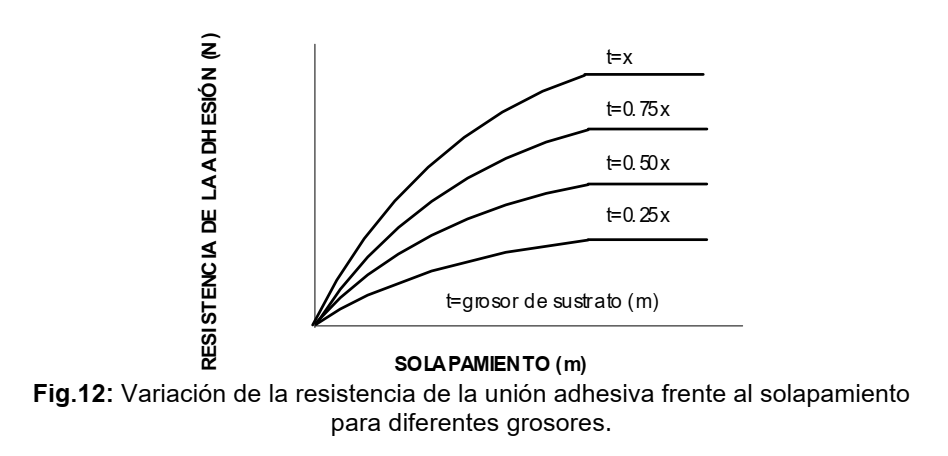 RESISTENCIA DE LA ADHESIÓN (N)
t=x
t=0.75x
t=0.50x
t=0.25x
t=grosor de sustrato (m)
SOLAPAMIENTO (m)
Fig.12: Variación de la resistencia de la unión adhesiva frente al solapamiento
para diferentes grosores.